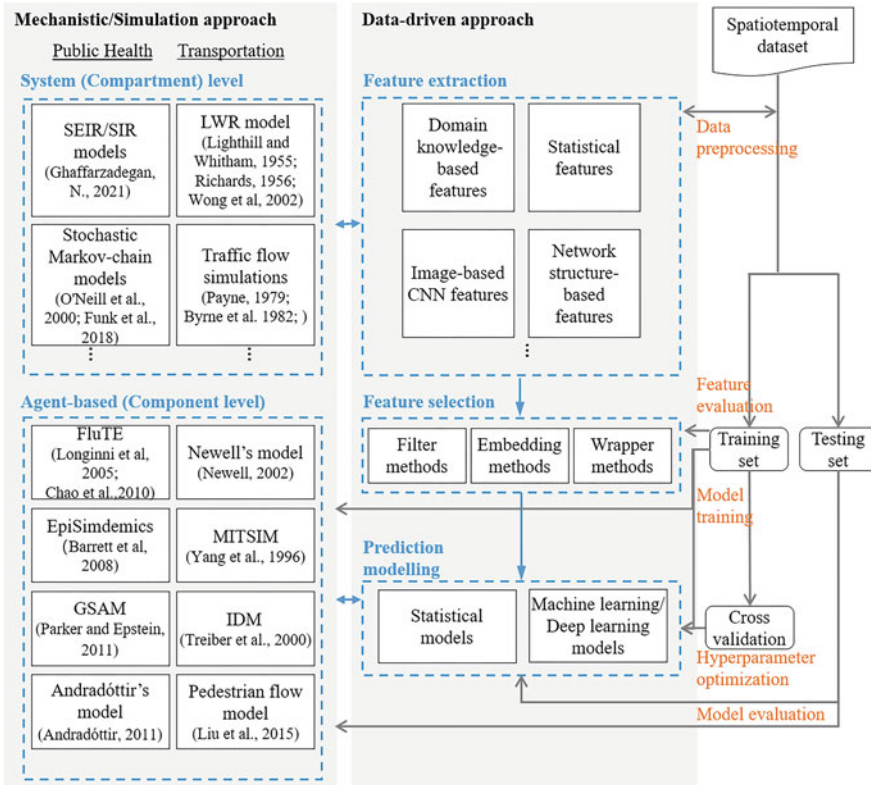 Mechanistic/Simulation approach
Public Health
Transportation
System (Compartment) level
SEIR/SIR
models
(Ghaffarzadegan,
N., 2021)
LWR model
(Lighthill and
Whitham, 1955;
Richards, 1956;
Wong et al, 2002)
Stochastic
Markov-chain
models
(O'Neill et al.,
2000; Funk et al.,
2018)
Traffic flow
simulations
(Payne, 1979;
Byrne et al. 1982; )
Agent-based (Component level)
FluTE
(Longinni et al,
2005;
Chao et al.,2010)
Newell's model
(Newell, 2002)
EpiSimdemics
(Barrett et al,
2008)
MITSIM
(Yang et al., 1996)
GSAM
(Parker and Epstein,
2011)
IDM
(Treiber et al., 2000)
Andradóttir's
model
(Andradóttir, 2011)
Pedestrian flow
model
(Liu et al., 2015)
Data-driven approach
Feature extraction
Domain
knowledge-
based
features
Statistical
features
Image-based
CNN features
Network
structure-
based
features
Feature selection
Filter
methods
Embedding
methods
Wrapper
methods
Prediction
modelling
Statistical
models
Machine learning/
Deep learning
models
Spatiotemporal
dataset
Data
preprocessing
Feature
evaluation
Training
set
Testing
set
Model
training
Cross
validation
Hyperparameter
optimization
Model evaluation